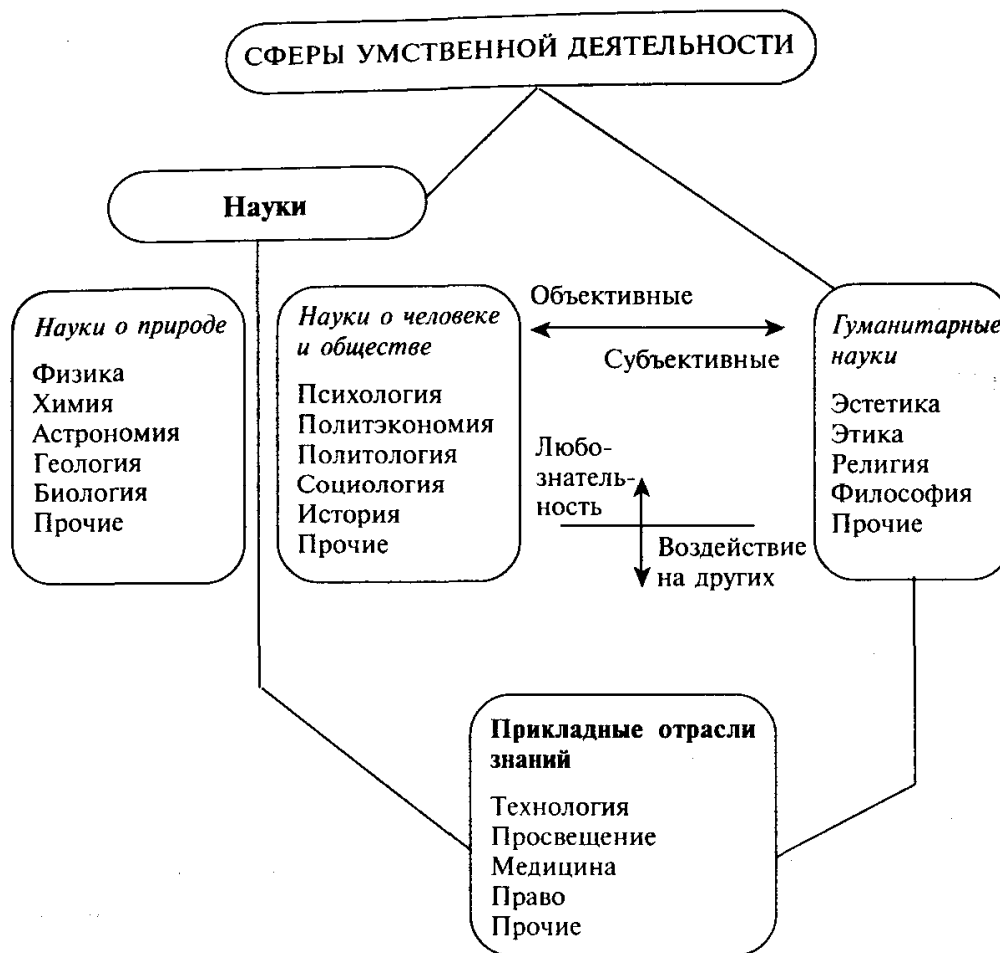 СФЕРЫ УМСТВЕННОЙ ДЕЯТЕЛЬНОСТИ
Науки
Науки о природе
Физика
Химия
Астрономия
Геология
Биология
Прочие
Науки о человеке
и обществе
Психология
Политэкономия
Политология
Социология
История
Прочие
Объективные
Субъективные
Любо-
знатель-
ность
Воздействие
на других
Гуманитарные
науки
Эстетика
Этика
Религия
Философия
Прочие
Прикладные отрасли
знаний
Технология
Просвещение
Медицина
Право
Прочие